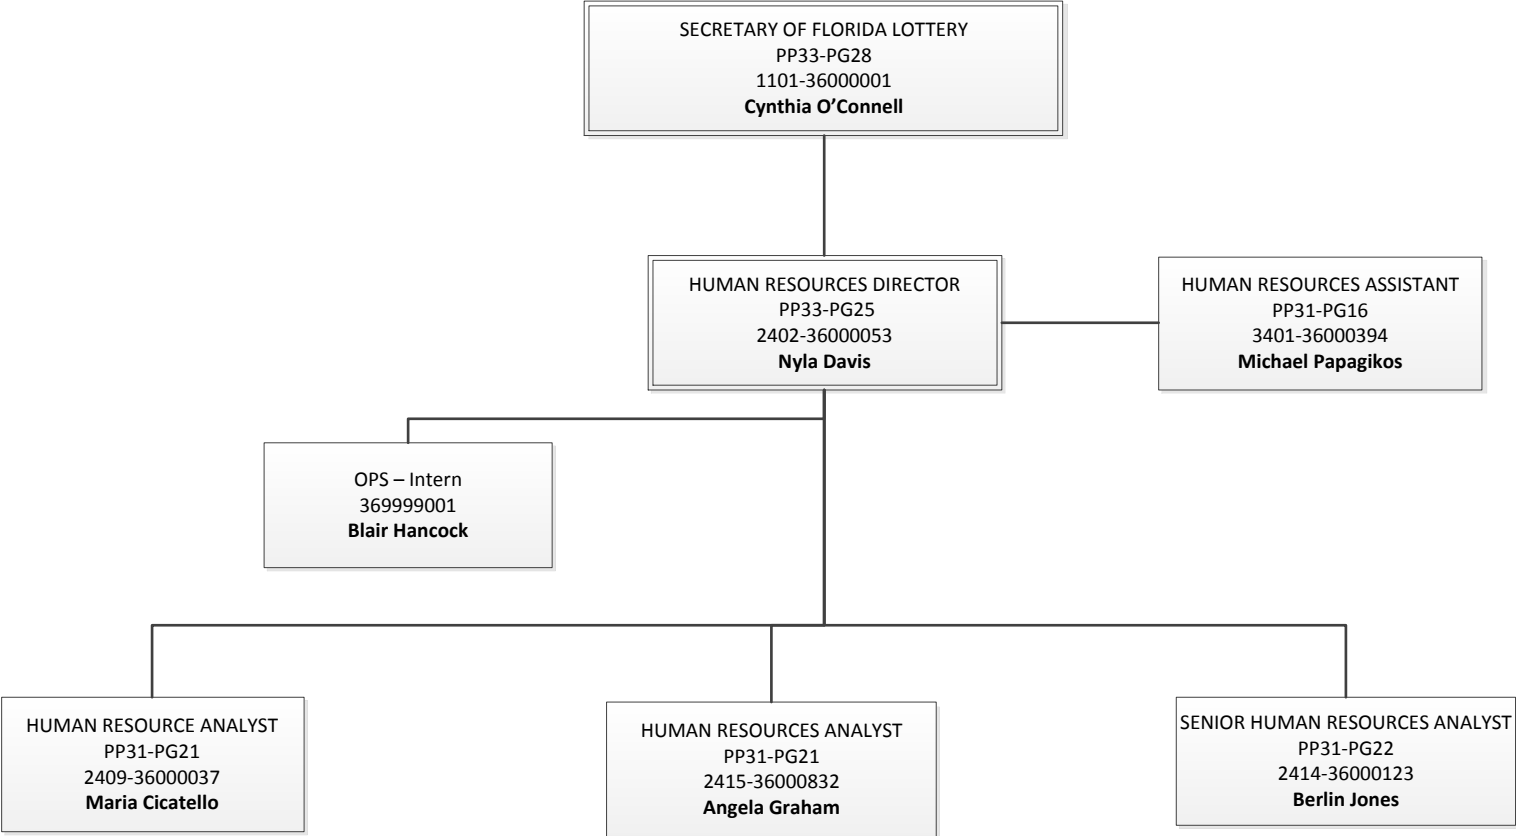 SECRETARY OF FLORIDA LOTTERY
PP33-PG28
1101-36000001
Cynthia O’Connell
HUMAN RESOURCES DIRECTOR
PP33-PG25
2402-36000053
Nyla Davis
HUMAN RESOURCES ASSISTANT
PP31-PG16
3401-36000394
Michael Papagikos
OPS – Intern
369999001
Blair Hancock
HUMAN RESOURCE ANALYST
PP31-PG21
2409-36000037
Maria Cicatello
HUMAN RESOURCES ANALYST
PP31-PG21
2415-36000832
Angela Graham
SENIOR HUMAN RESOURCES ANALYST
PP31-PG22
2414-36000123
Berlin Jones